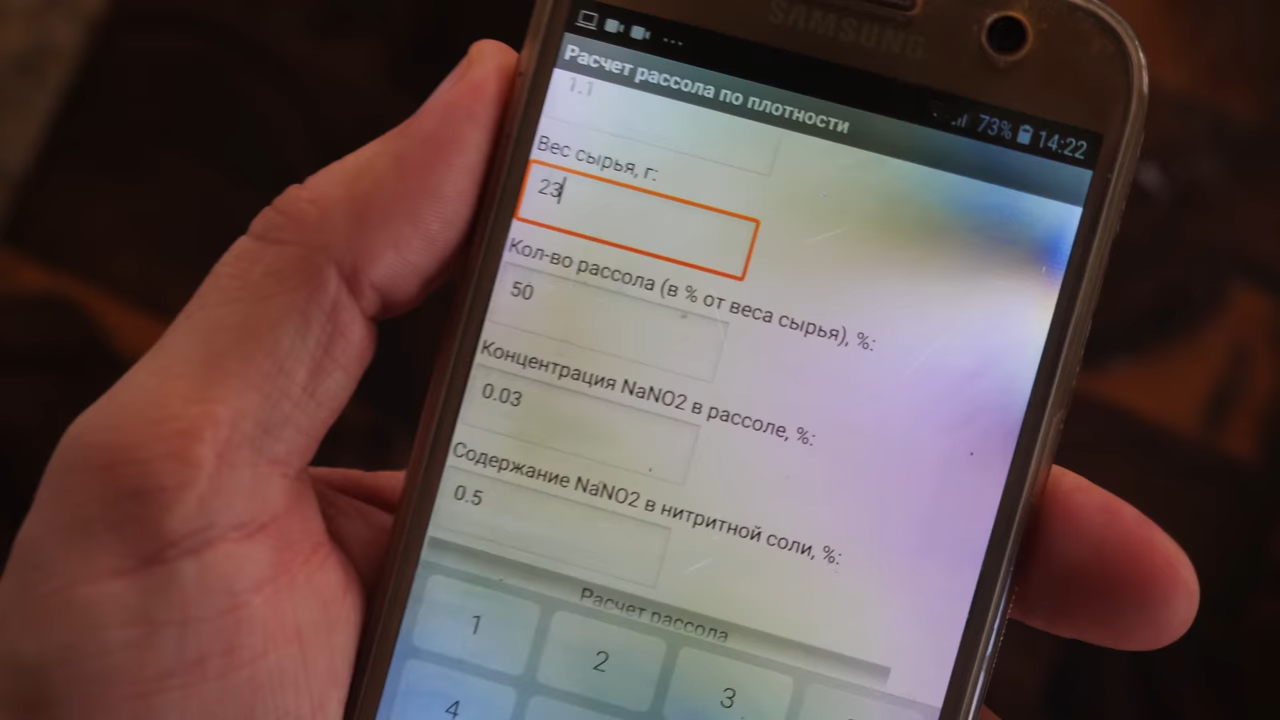 SAMSUNG
73% 14:22
Расчет рассола по плотности
1.1
Вес сырья, г:
23
Кол-во рассола (в % от веса сырья), %:
50
Концентрация NaNO2 в рассоле, %:
0.03
Содержание NaNO2 в нитритной соли, %:
0.5
Расчет рассола
1 2 3
4